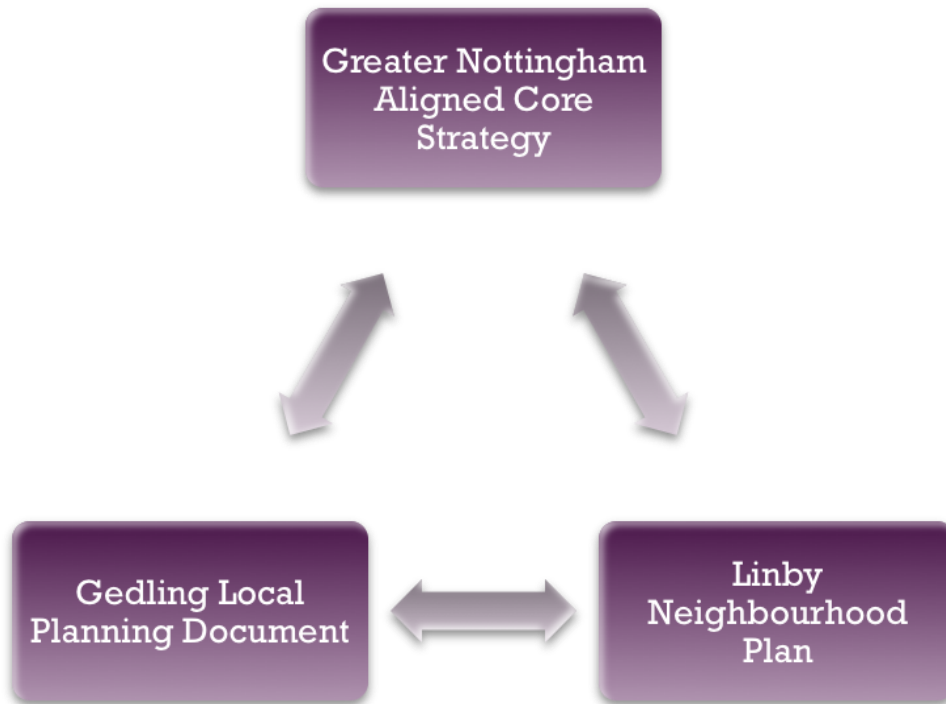 Greater Nottingham
Aligned Core
Strategy
Gedling Local
Planning Document
Linby
Neighbourhood
Plan